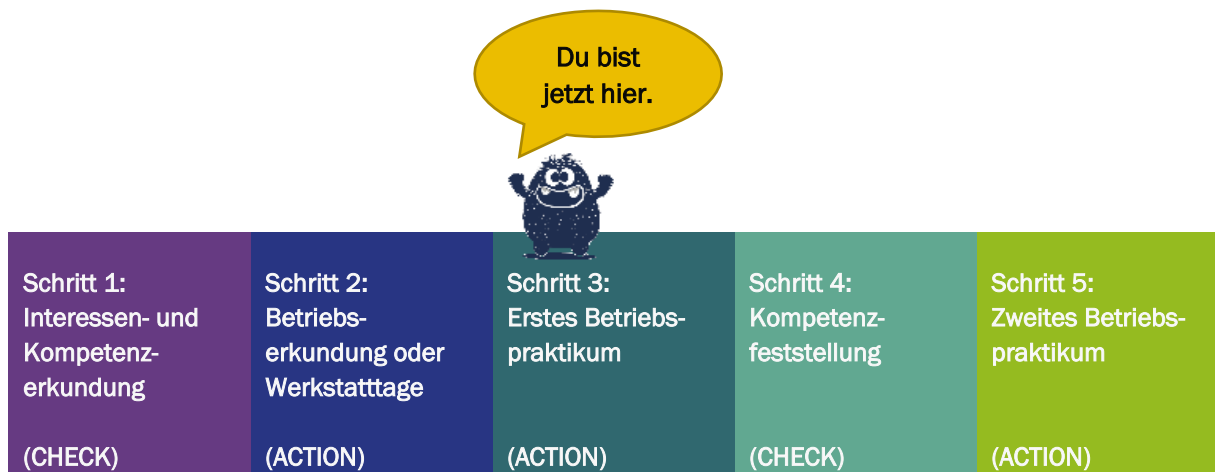 Du bist
jetzt hier.
Schritt 1:
Interessen- und
Kompetenz-
erkundung
(CHECK)
Schritt 2:
Betriebs-
erkundung oder
Werkstatttage
(ACTION)
Schritt 3:
Erstes Betriebs-
praktikum
(ACTION)
Schritt 4:
Kompetenz-
feststellung
(CHECK)
Schritt 5:
Zweites Betriebs-
praktikum
(ACTION)